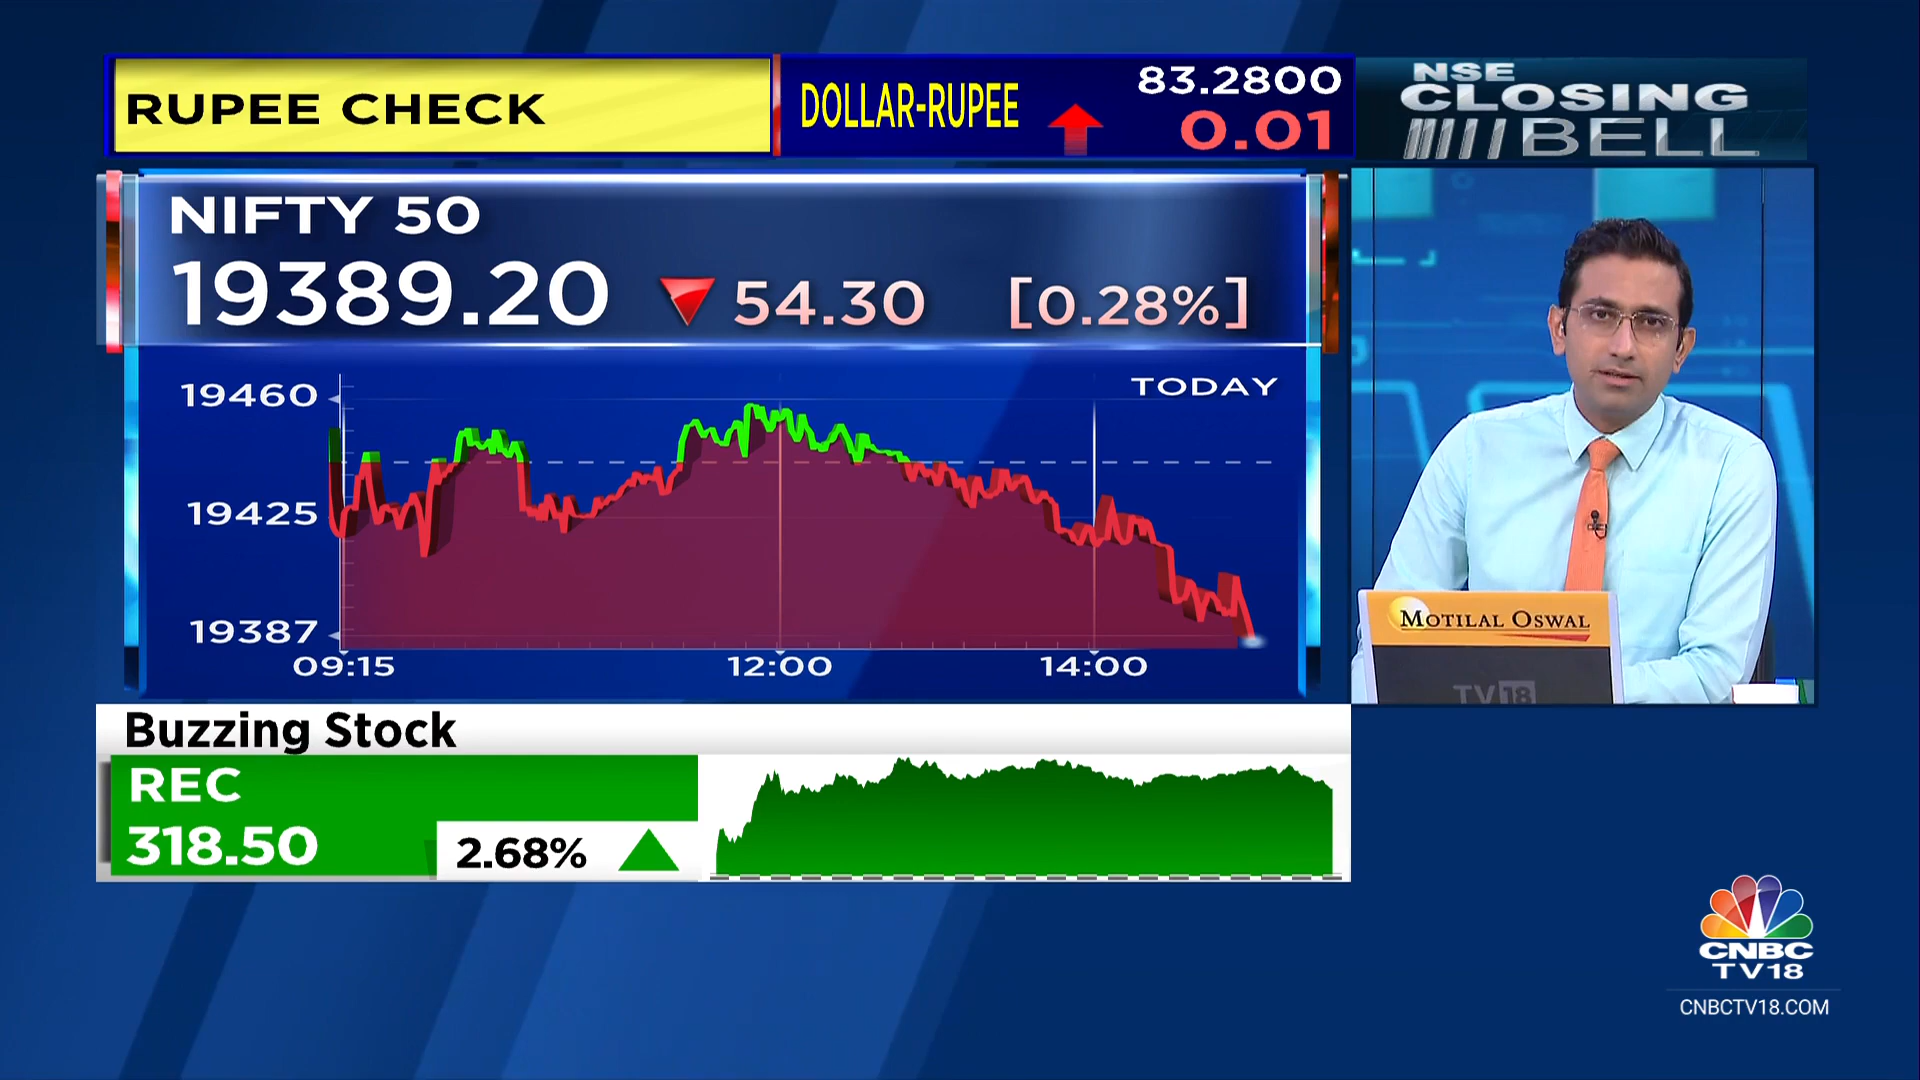 RUPEE CHECK
DOLLAR-RUPEE
83.2800
0.01
NSE
CLOSING
BELL
NIFTY 50
19389.20 54.30 [0.28%]
TODAY
19460
19425
19387
09:15 12:00 14:00
MOTILAL OSWAL
TV18
Buzzing Stock
REC
318.50
2.68%
CNBC
TV18
CNBCTV18.COM